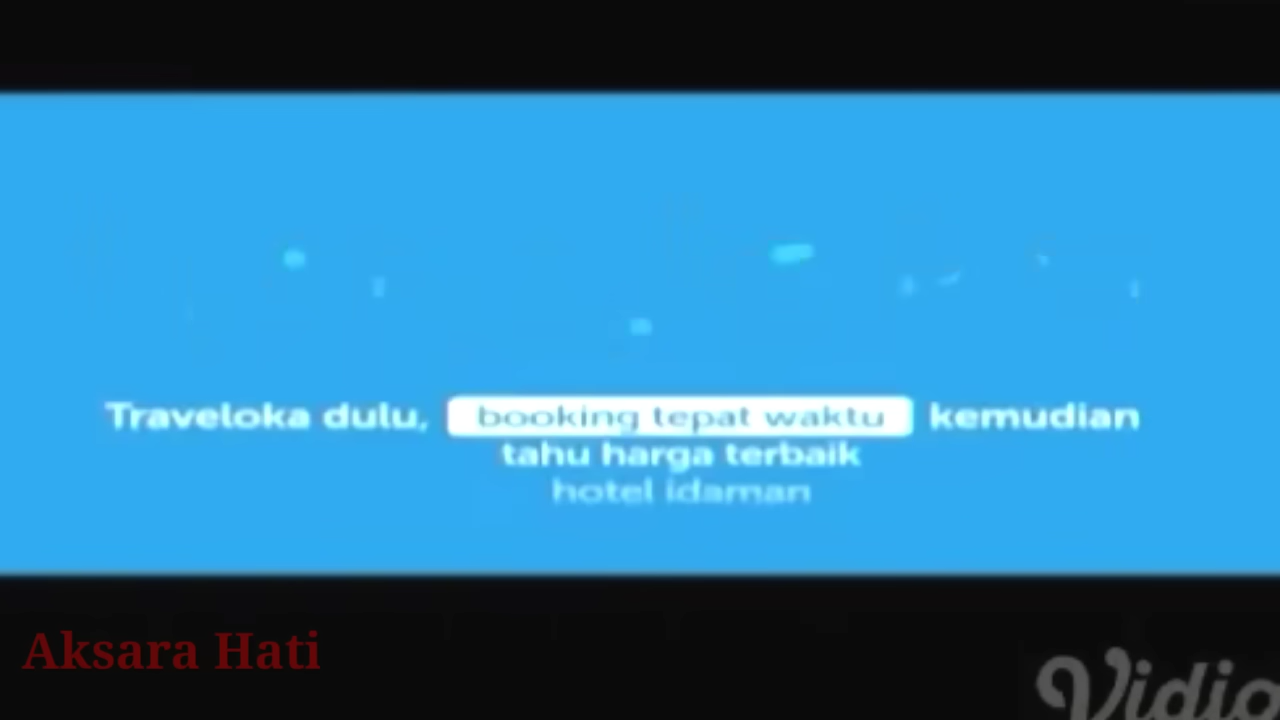 Traveloka dulu, booking tepat waktu kemudian
tahu harga terbaik
hotel idaman
Aksara Hati
Vidio